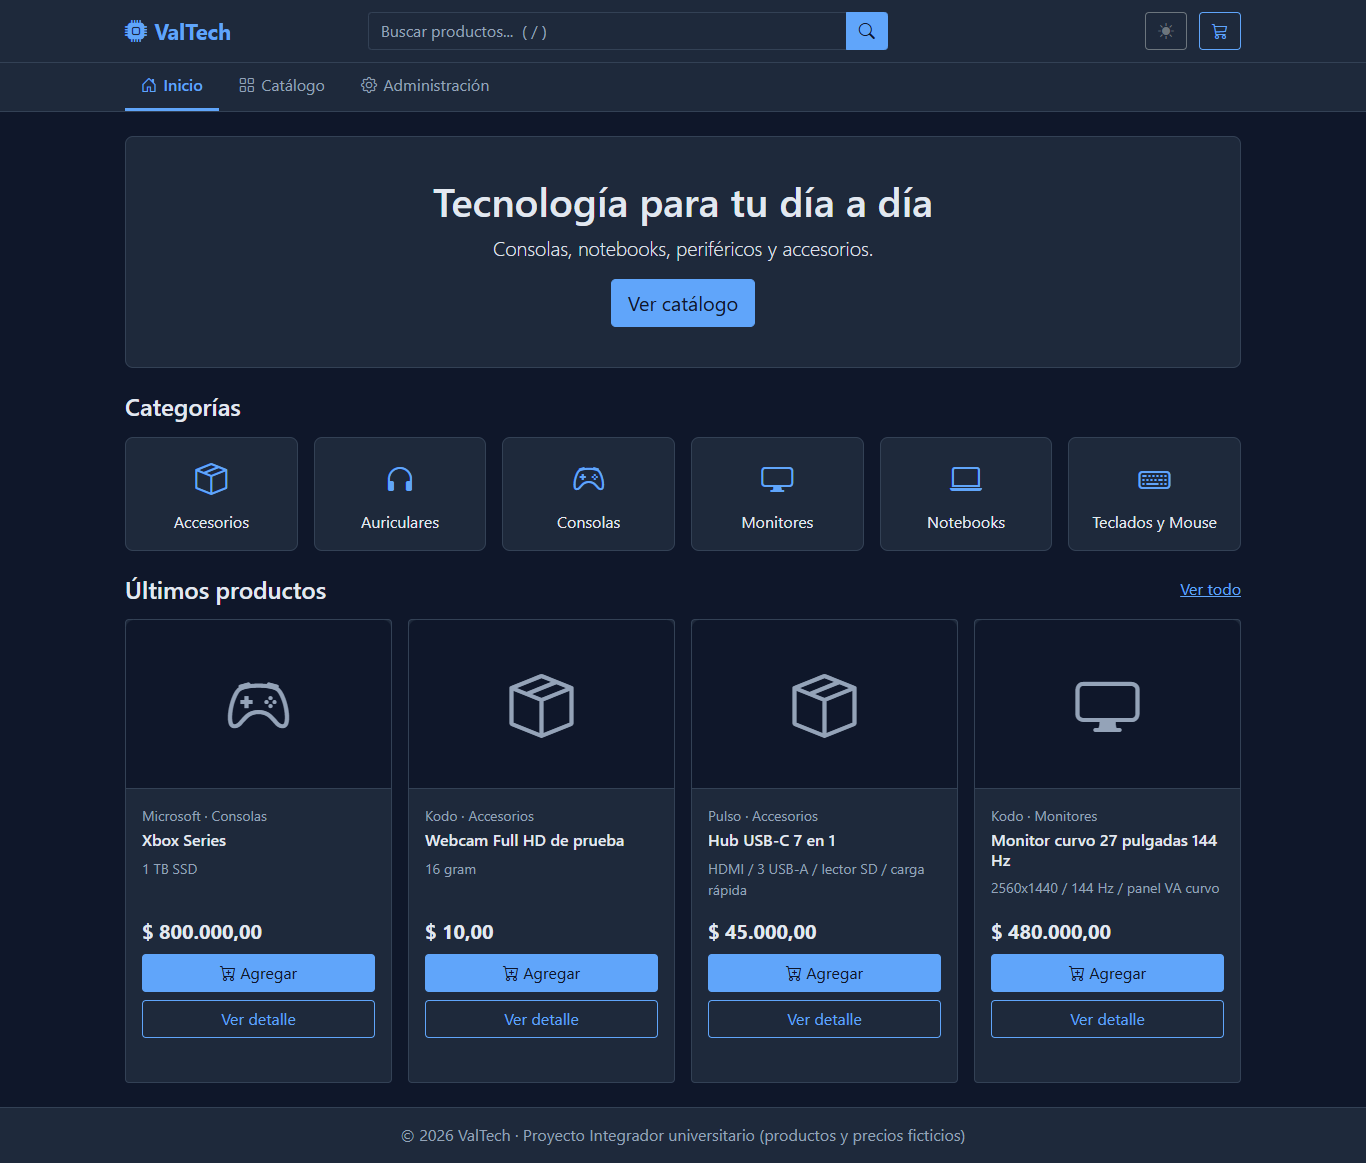 ValTech
Buscar productos... ( / )
Inicio
Catálogo
Administración
Tecnología para tu día a día
Consolas, notebooks, periféricos y accesorios.
Ver catálogo
Categorías
Accesorios
Auriculares
Consolas
Monitores
Notebooks
Teclados y Mouse
Últimos productos
Ver todo
Microsoft · Consolas
Xbox Series
1 TB SSD
$ 800.000,00
Agregar
Ver detalle
Kodo · Accesorios
Webcam Full HD de prueba
16 gram
$ 10,00
Agregar
Ver detalle
Pulso · Accesorios
Hub USB-C 7 en 1
HDMI / 3 USB-A / lector SD / carga
rápida
$ 45.000,00
Agregar
Ver detalle
Kodo · Monitores
Monitor curvo 27 pulgadas 144
Hz
2560x1440 / 144 Hz / panel VA curvo
$ 480.000,00
Agregar
Ver detalle
© 2026 ValTech · Proyecto Integrador universitario (productos y precios ficticios)